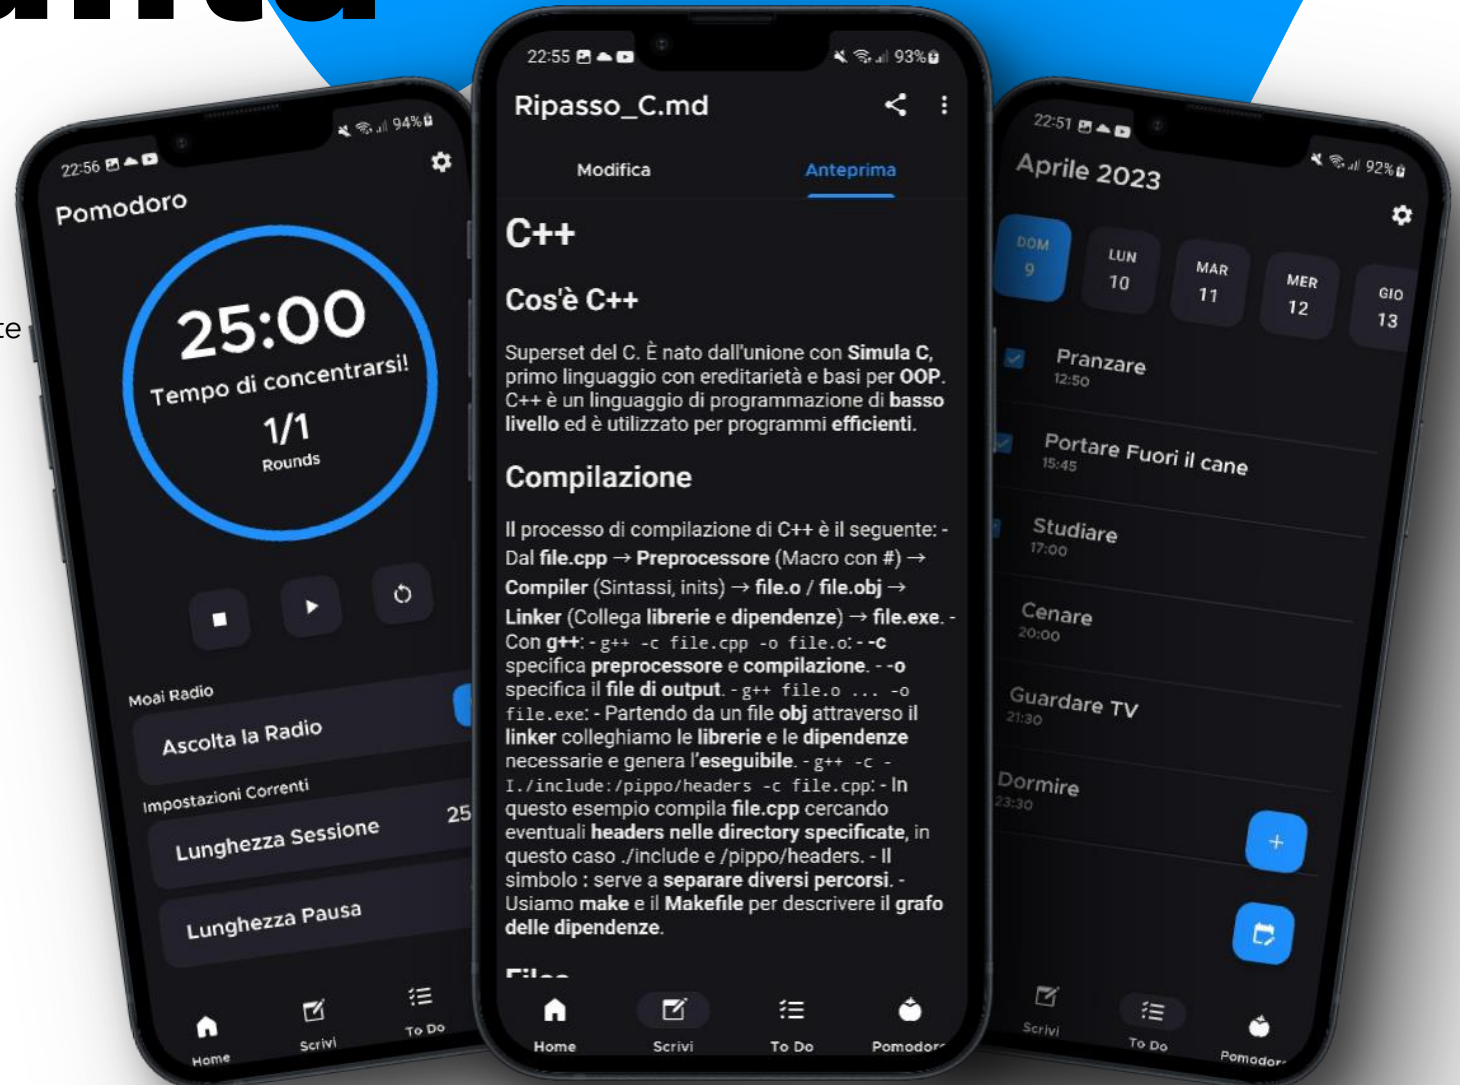 22:56
94%
Pomodoro
25:00
Tempo di concentrarsi!
1/1
Rounds
Moai Radio
Ascolta la Radio
Impostazioni Correnti
Lunghezza Sessione
25
Lunghezza Pausa
Home
Scrivi
To Do
22:55
93%
Ripasso_C.md
Modifica
Anteprima
C++
Cos'è C++
Superset del C. È nato dall'unione con Simula C,
primo linguaggio con ereditarietà e basi per OOP.
C++ è un linguaggio di programmazione di basso
livello ed è utilizzato per programmi efficienti.
Compilazione
Il processo di compilazione di C++ è il seguente: -
Dal file.cpp → Preprocessore (Macro con #) →
Compiler (Sintassi, inits) → file.o / file.obj →
Linker (Collega librerie e dipendenze) → file.exe. -
Con g++: - g++ -c file.cpp -o file.o: - -c
specifica preprocessore e compilazione. - -o
specifica il file di output. - g++ file.o ... -o
file.exe: - Partendo da un file obj attraverso il
linker colleghiamo le librerie e le dipendenze
necessarie e genera l'eseguibile. - g++ -c -
I./include:/pippo/headers -c file.cpp: - In
questo esempio compila file.cpp cercando
eventuali headers nelle directory specificate, in
questo caso ./include e /pippo/headers. - Il
simbolo : serve a separare diversi percorsi. -
Usiamo make e il Makefile per descrivere il grafo
delle dipendenze.
Home
Scrivi
To Do
Pomodoro
22:51
92%
Aprile 2023
DOM
9
LUN
10
MAR
11
MER
12
GIO
13
Pranzare
12:50
Portare Fuori il cane
15:45
Studiare
17:00
Cenare
20:00
Guardare TV
21:30
Dormire
23:30
Scrivi
To Do
Pomodoro